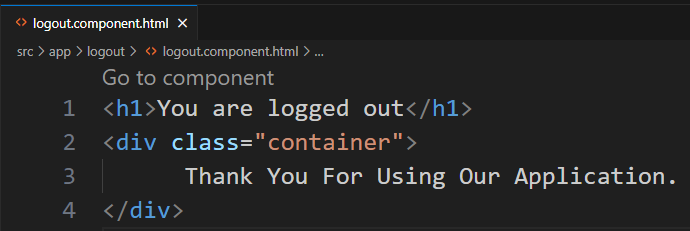 logout.component.html ×
src > app > logout > logout.component.html > ...
Go to component
1 <h1>You are logged out</h1>
2 <div class="container">
3 Thank You For Using Our Application.
4 </div>